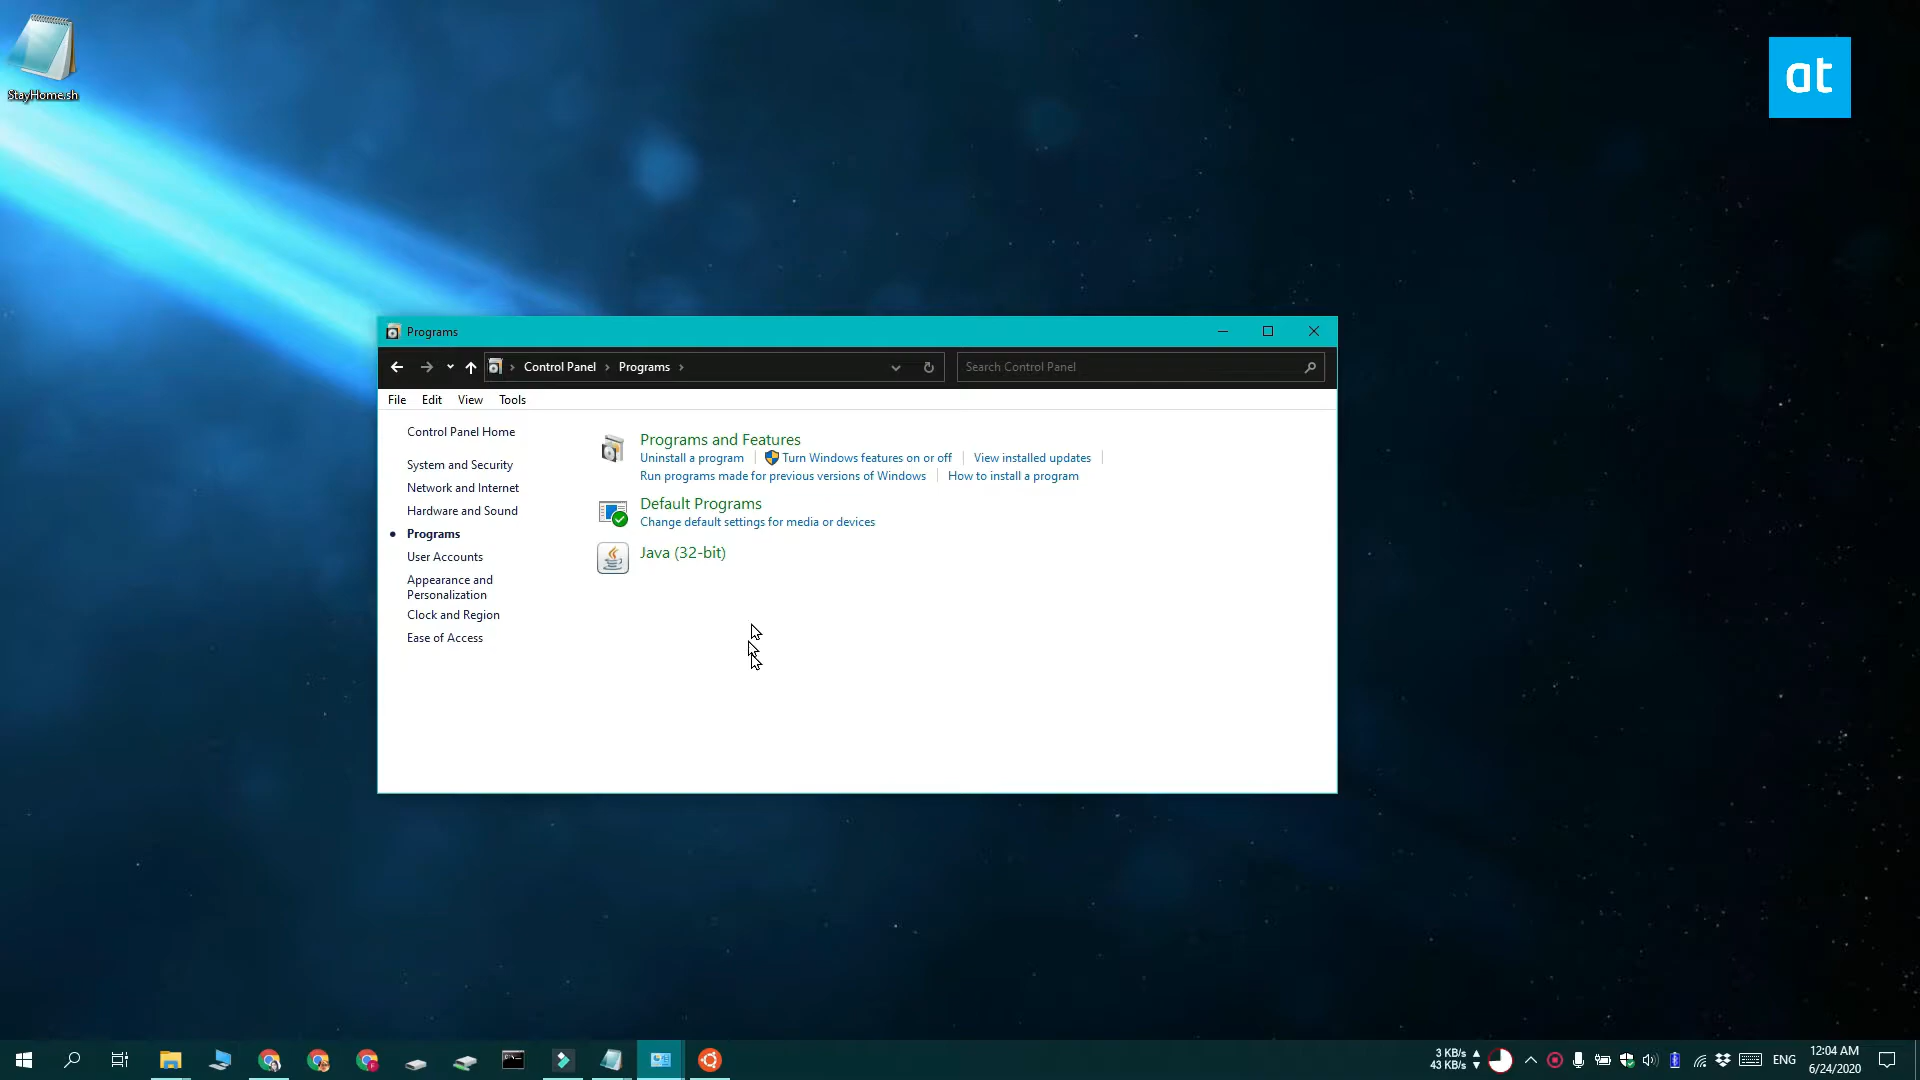 StayHome.sh
at
Programs
Control Panel Programs
Search Control Panel
File Edit View Tools
Control Panel Home
System and Security
Network and Internet
Hardware and Sound
Programs
User Accounts
Appearance and
Personalization
Clock and Region
Ease of Access
Programs and Features
Uninstall a program Turn Windows features on or off View installed updates
Run programs made for previous versions of Windows How to install a program
Default Programs
Change default settings for media or devices
Java (32-bit)
3 KB/s
43 KB/s
ENG
12:04 AM
6/24/2020